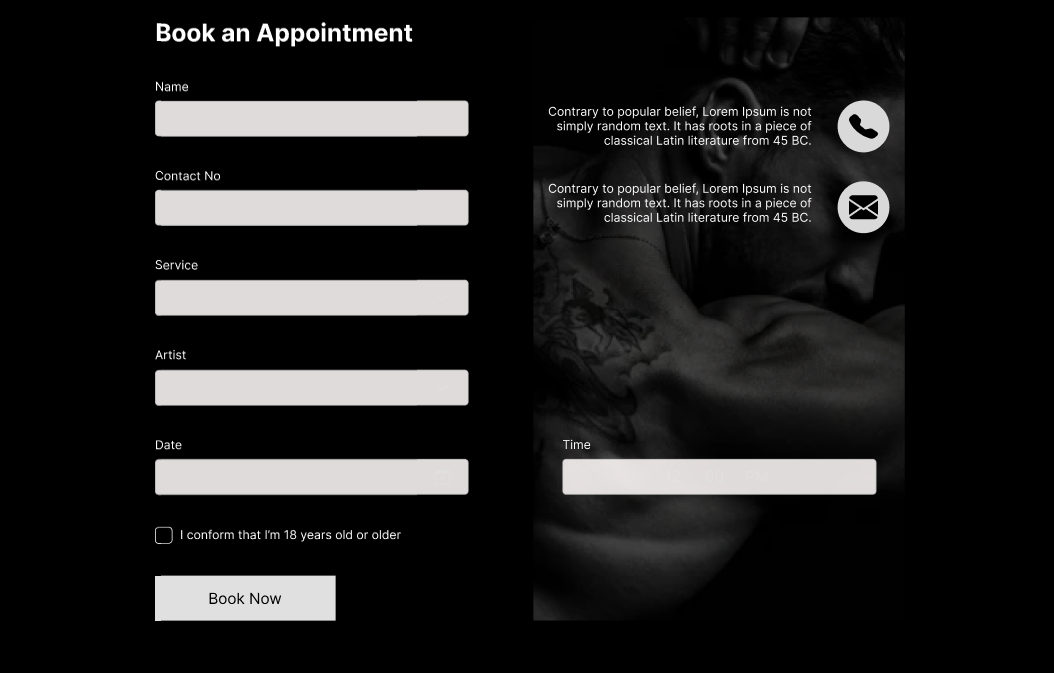 Book an Appointment
Name
Contact No
Service
Artist
Date
I conform that I'm 18 years old or older
Book Now
Contrary to popular belief, Lorem Ipsum is not
simply random text. It has roots in a piece of
classical Latin literature from 45 BC.
Contrary to popular belief, Lorem Ipsum is not
simply random text. It has roots in a piece of
classical Latin literature from 45 BC.
Time